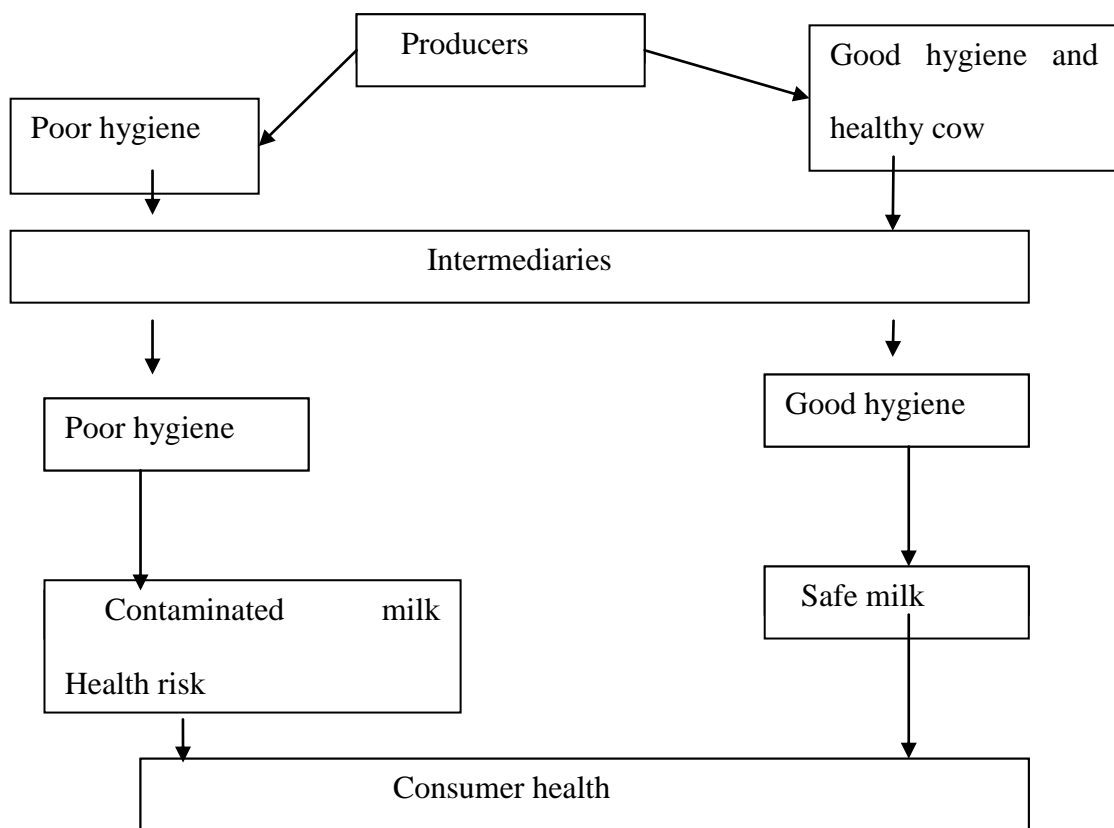 Producers
Good hygiene and
healthy cow
Poor hygiene
Intermediaries
Poor hygiene
Good hygiene
Contaminated milk
Health risk
Safe milk
Consumer health